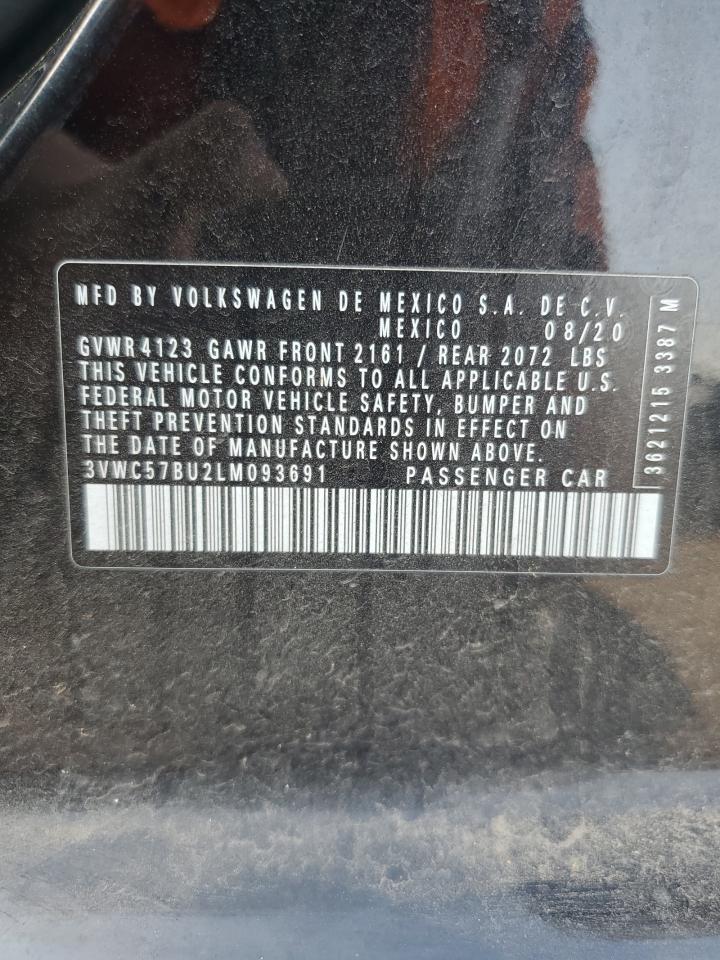 MFD BY VOLKSWAGEN DE MEXICO S.A. DE C.V.
MEXICO 08/20
GVWR 4123 GAWR FRONT 2161 / REAR 2072 LBS
THIS VEHICLE CONFORMS TO ALL APPLICABLE U.S.
FEDERAL MOTOR VEHICLE SAFETY, BUMPER AND
THEFT PREVENTION STANDARDS IN EFFECT ON
THE DATE OF MANUFACTURE SHOWN ABOVE.
3VWC57BU2LM093691 PASSENGER CAR
3621215 3387 M